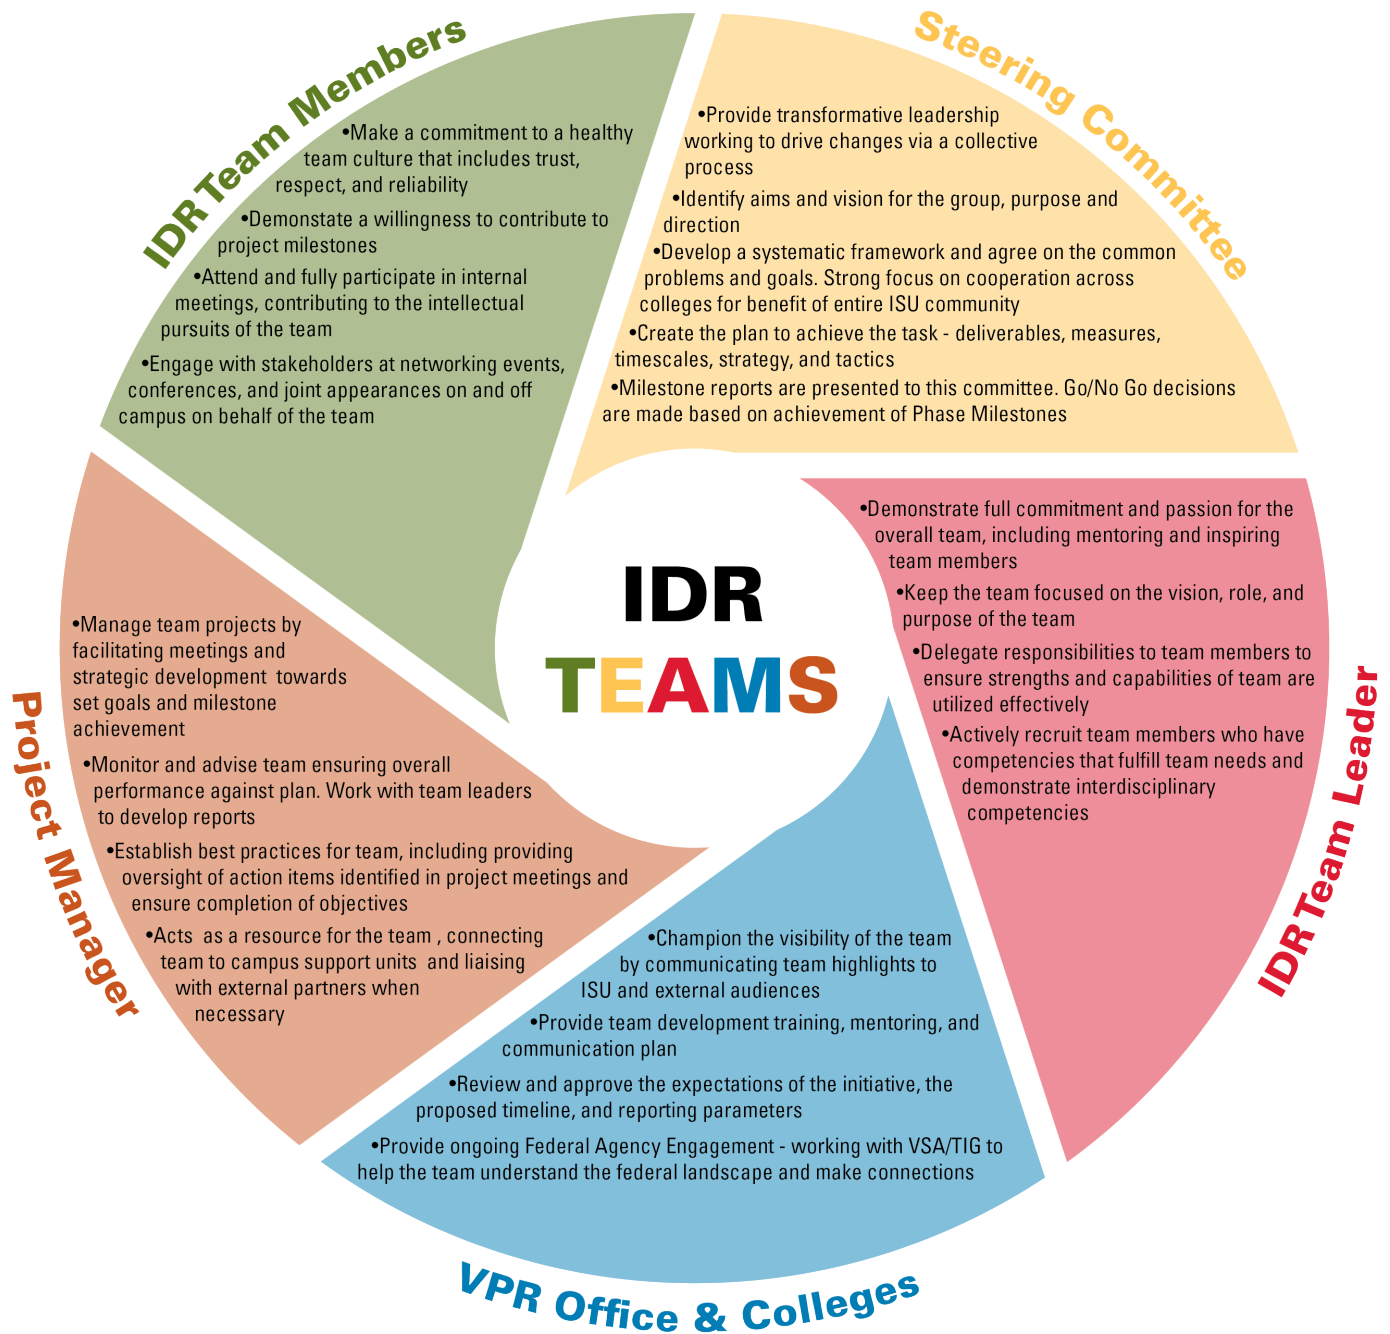 IDR Team Members
•Make a commitment to a healthy
team culture that includes trust,
respect, and reliability
•Demonstate a willingness to contribute to
project milestones
•Attend and fully participate in internal
meetings, contributing to the intellectual
pursuits of the team
•Engage with stakeholders at networking events,
conferences, and joint appearances on and off
campus on behalf of the team
Steering Committee
•Provide transformative leadership
working to drive changes via a collective
process
•Identify aims and vision for the group, purpose and
direction
•Develop a systematic framework and agree on the common
problems and goals. Strong focus on cooperation across
colleges for benefit of entire ISU community
•Create the plan to achieve the task - deliverables, measures,
timescales, strategy, and tactics
•Milestone reports are presented to this committee. Go/No Go decisions
are made based on achievement of Phase Milestones
IDR
TEAMS
IDR Team Leader
•Demonstrate full commitment and passion for the
overall team, including mentoring and inspiring
team members
•Keep the team focused on the vision, role, and
purpose of the team
•Delegate responsibilities to team members to
ensure strengths and capabilities of team are
utilized effectively
•Actively recruit team members who have
competencies that fulfill team needs and
demonstrate interdisciplinary
competencies
Project Manager
•Manage team projects by
facilitating meetings and
strategic development towards
set goals and milestone
achievement
•Monitor and advise team ensuring overall
performance against plan. Work with team leaders
to develop reports
•Establish best practices for team, including providing
oversight of action items identified in project meetings and
ensure completion of objectives
•Acts as a resource for the team , connecting
team to campus support units and liaising
with external partners when
necessary
•Champion the visibility of the team
by communicating team highlights to
ISU and external audiences
•Provide team development training, mentoring, and
communication plan
•Review and approve the expectations of the initiative, the
proposed timeline, and reporting parameters
•Provide ongoing Federal Agency Engagement - working with VSA/TIG to
help the team understand the federal landscape and make connections
VPR Office & Colleges